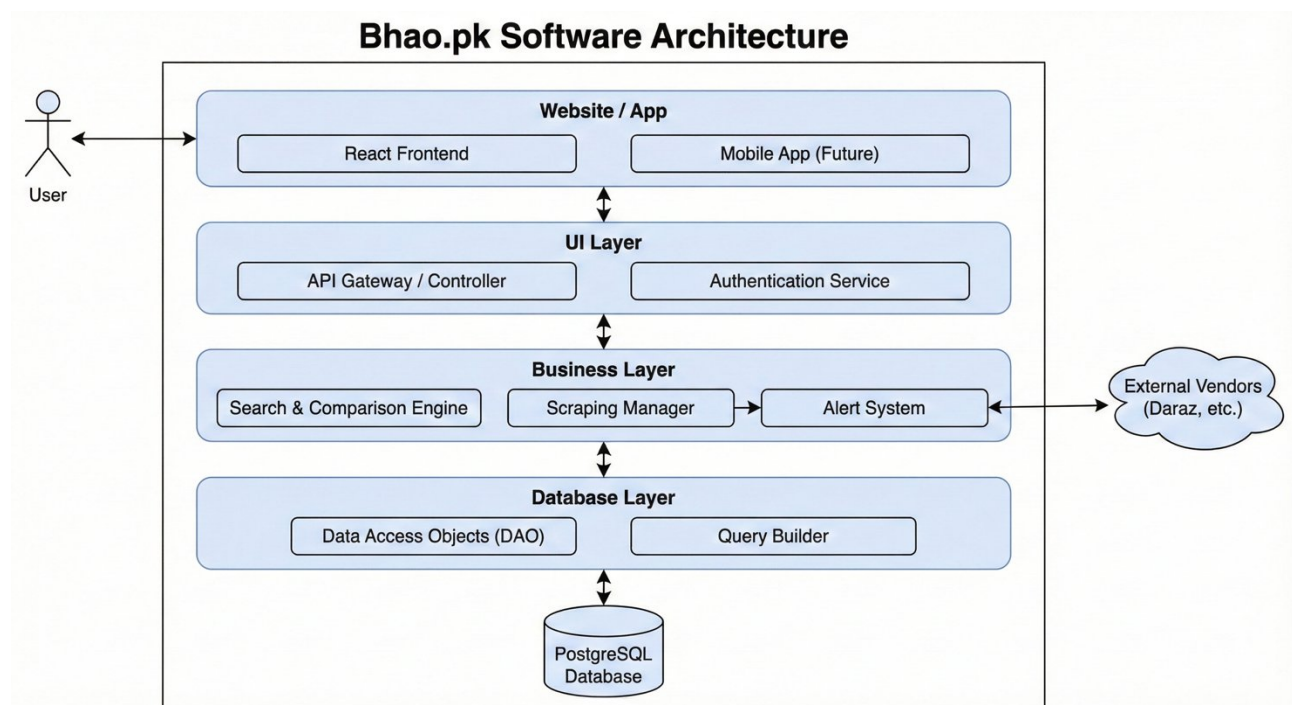 Bhao.pk Software Architecture
Website / App
React Frontend
Mobile App (Future)
User
UI Layer
API Gateway / Controller
Authentication Service
Business Layer
Search & Comparison Engine
Scraping Manager
Alert System
External Vendors
(Daraz, etc.)
Database Layer
Data Access Objects (DAO)
Query Builder
PostgreSQL
Database